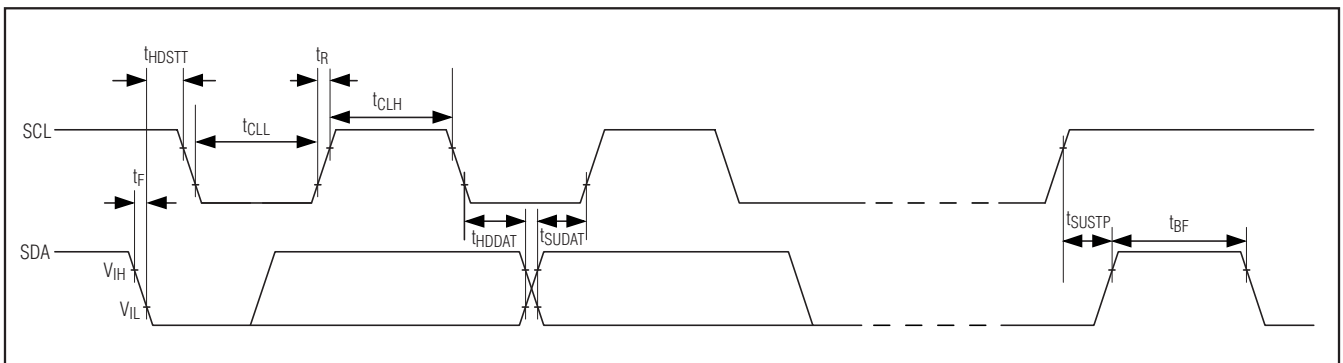 tHDSTT
tR
tCLH
SCL
tCLL
tF
tHDDAT
tSUDAT
tSUSTP
tBF
SDA
VIH
VIL